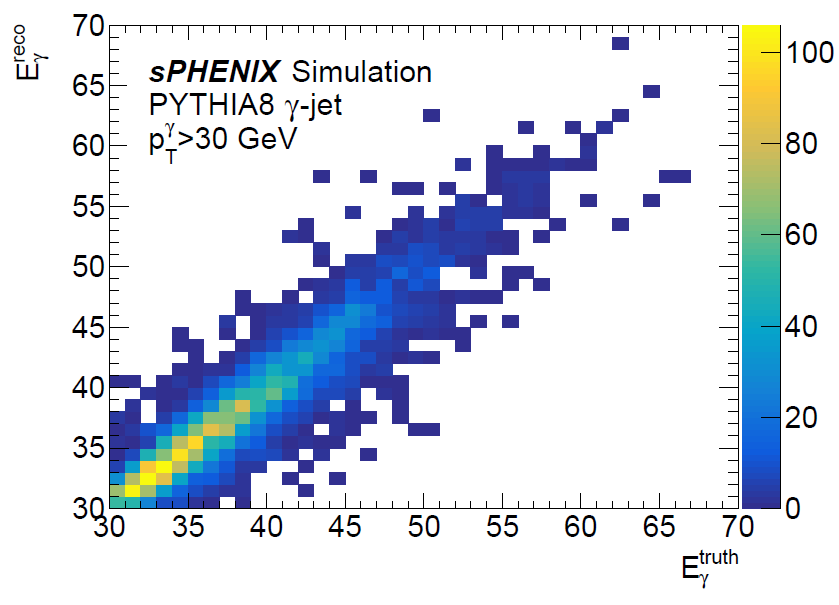 E_γ^reco
70
65
60
55
50
45
40
35
30
sPHENIX Simulation
PYTHIA8 γ-jet
p_T^γ>30 GeV
100
80
60
40
20
0
30 35 40 45 50 55 60 65 70
E_γ^truth